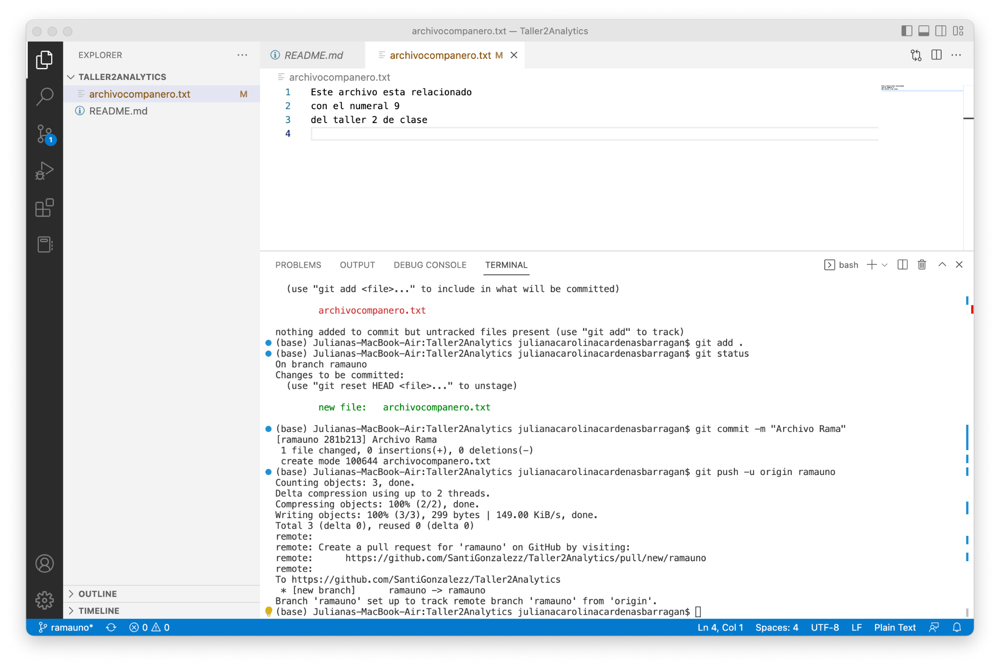 archivocompanero.txt — Taller2Analytics
EXPLORER
TALLER2ANALYTICS
archivocompanero.txt M
README.md
1
OUTLINE
TIMELINE
README.md
archivocompanero.txt M
archivocompanero.txt
1 Este archivo esta relacionado
2 con el numeral 9
3 del taller 2 de clase
4
PROBLEMS OUTPUT DEBUG CONSOLE TERMINAL
bash
(use "git add <file>..." to include in what will be committed)
archivocompanero.txt
nothing added to commit but untracked files present (use "git add" to track)
(base) Julianas-MacBook-Air:Taller2Analytics julianacarolinacardenasbarragan$ git add .
(base) Julianas-MacBook-Air:Taller2Analytics julianacarolinacardenasbarragan$ git status
On branch ramauno
Changes to be committed:
(use "git reset HEAD <file>..." to unstage)
new file:   archivocompanero.txt
(base) Julianas-MacBook-Air:Taller2Analytics julianacarolinacardenasbarragan$ git commit -m "Archivo Rama"
[ramauno 281b213] Archivo Rama
1 file changed, 0 insertions(+), 0 deletions(-)
create mode 100644 archivocompanero.txt
(base) Julianas-MacBook-Air:Taller2Analytics julianacarolinacardenasbarragan$ git push -u origin ramauno
Counting objects: 3, done.
Delta compression using up to 2 threads.
Compressing objects: 100% (2/2), done.
Writing objects: 100% (3/3), 299 bytes | 149.00 KiB/s, done.
Total 3 (delta 0), reused 0 (delta 0)
remote:
remote: Create a pull request for 'ramauno' on GitHub by visiting:
remote:      https://github.com/SantiGonzalezz/Taller2Analytics/pull/new/ramauno
remote:
To https://github.com/SantiGonzalezz/Taller2Analytics
* [new branch]      ramauno -> ramauno
Branch 'ramauno' set up to track remote branch 'ramauno' from 'origin'.
(base) Julianas-MacBook-Air:Taller2Analytics julianacarolinacardenasbarragan$
ramauno* 0 0 Ln 4, Col 1 Spaces: 4 UTF-8 LF Plain Text